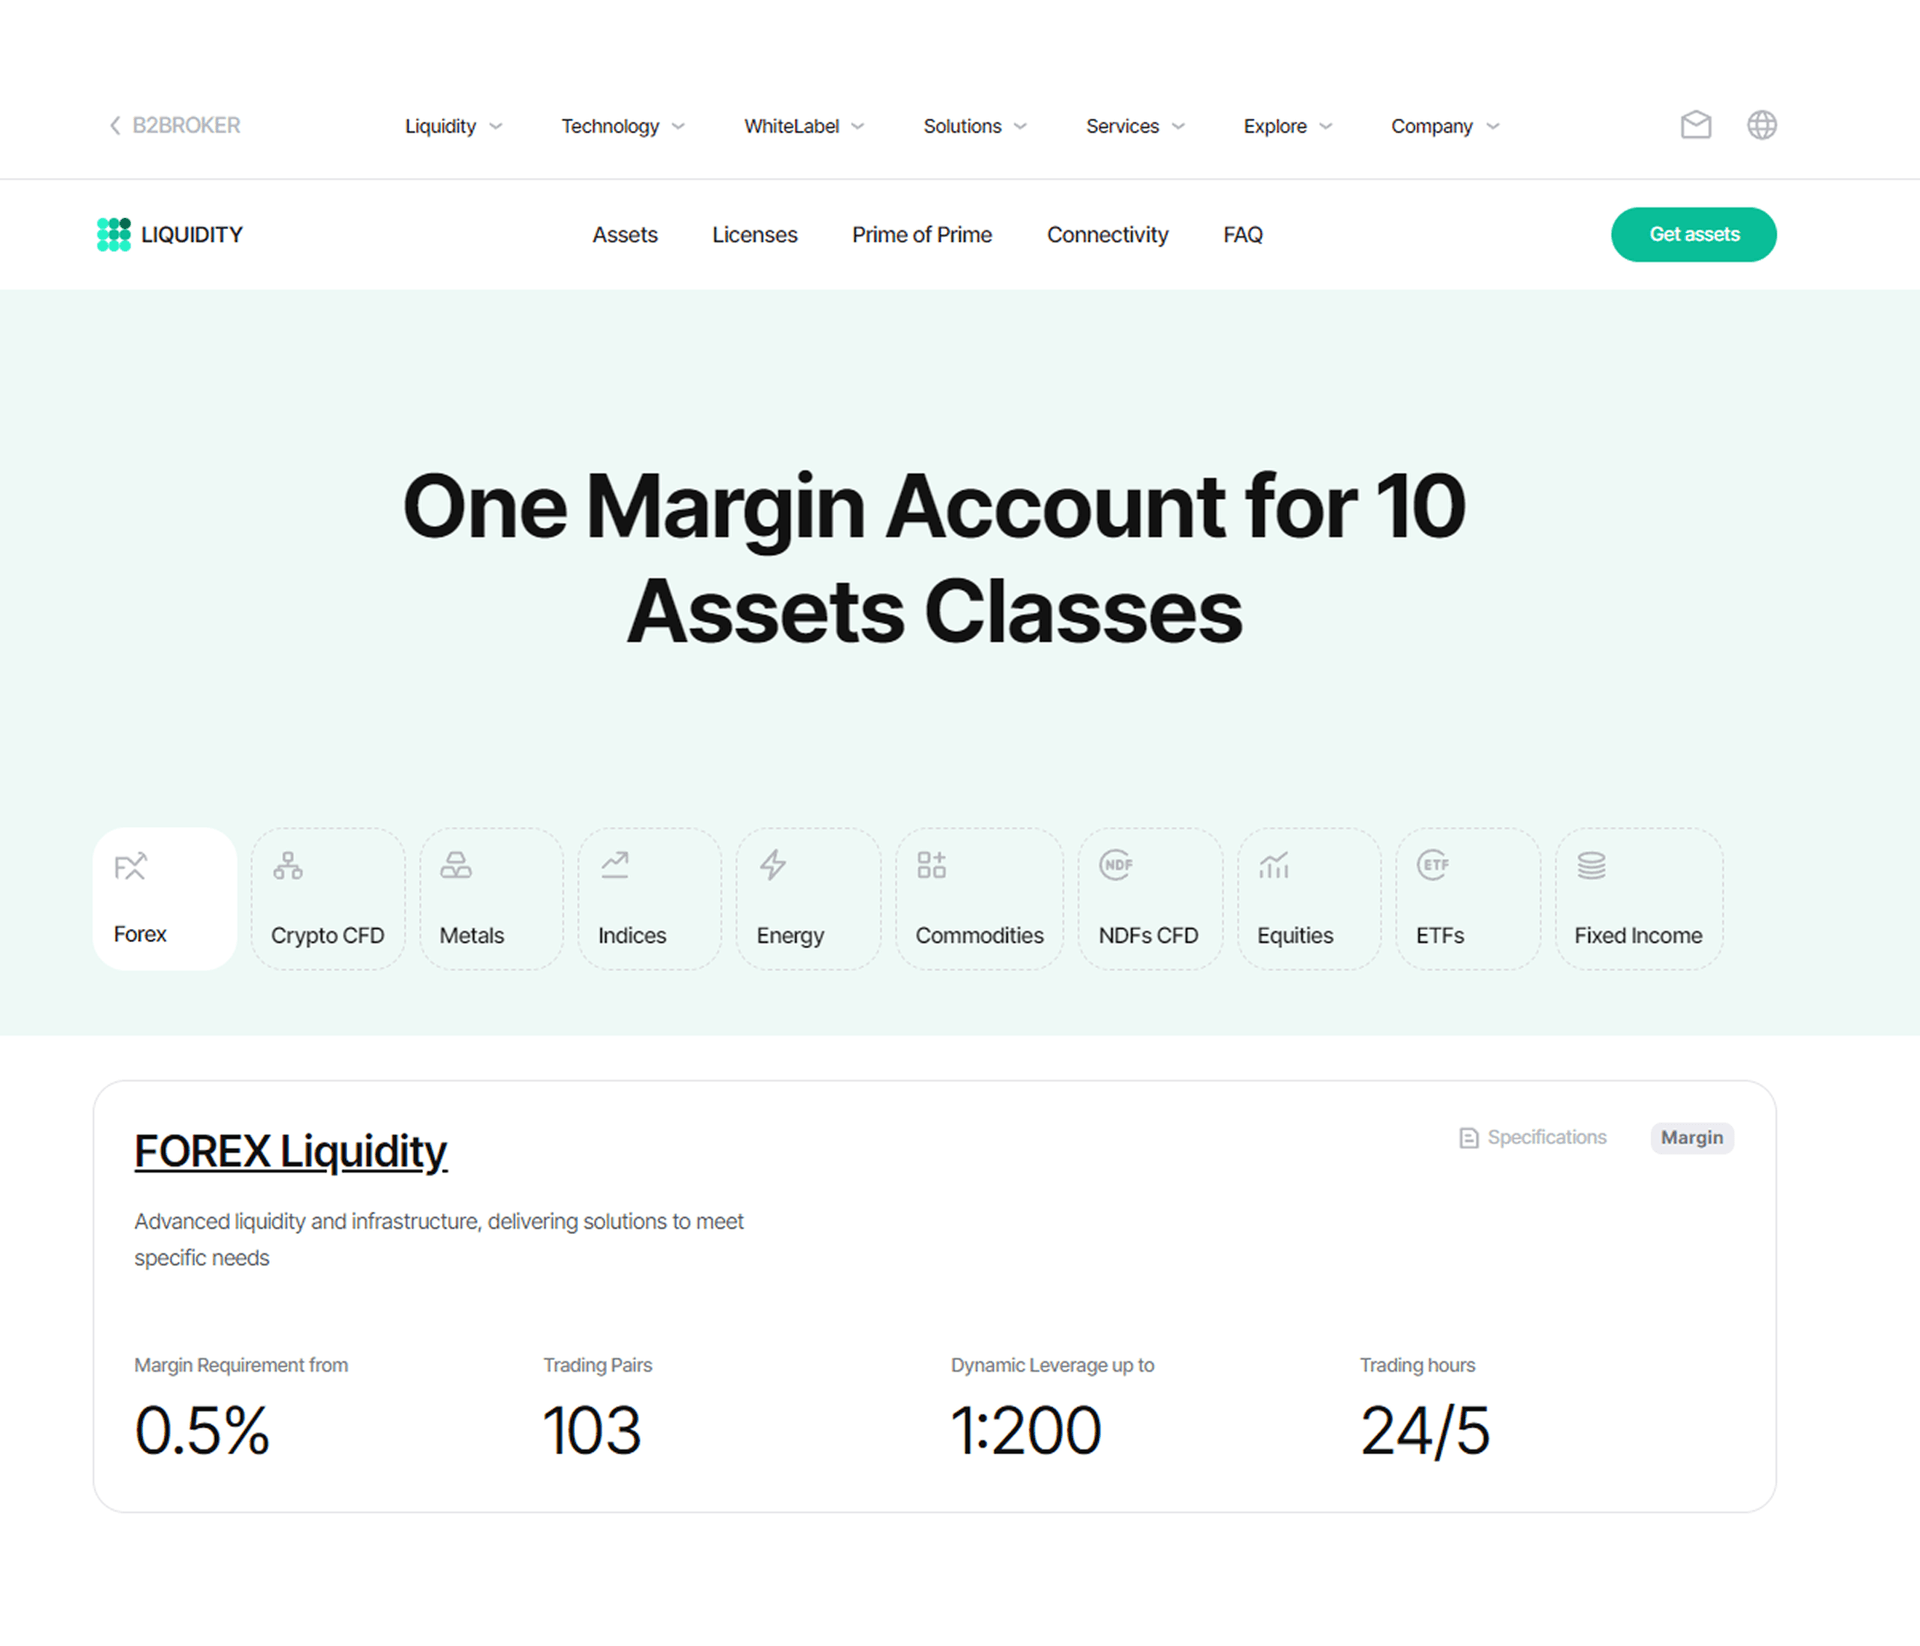 B2BROKER
Liquidity
Technology
WhiteLabel
Solutions
Services
Explore
Company
LIQUIDITY
Assets
Licenses
Prime of Prime
Connectivity
FAQ
Get assets
One Margin Account for 10
Assets Classes
FX
Forex
Crypto CFD
Metals
Indices
Energy
Commodities
NDF
NDFs CFD
Equities
ETF
ETFs
Fixed Income
FOREX Liquidity
Specifications
Margin
Advanced liquidity and infrastructure, delivering solutions to meet
specific needs
Margin Requirement from
0.5%
Trading Pairs
103
Dynamic Leverage up to
1:200
Trading hours
24/5